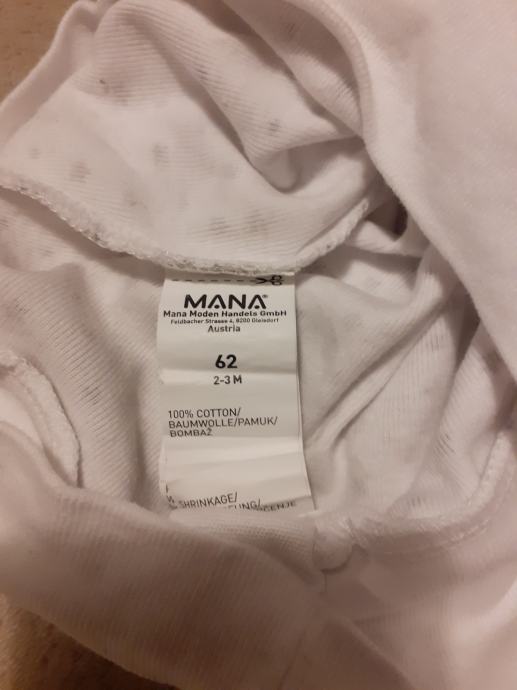 MANA®
Mana Moden Handels GmbH
Feldbacher Strasse 4, 8200 Gleisdorf
Austria
62
2-3 M
100% COTTON/
BAUMWOLLE/PAMUK/
BOMBAŽ
SHRINKAGE/